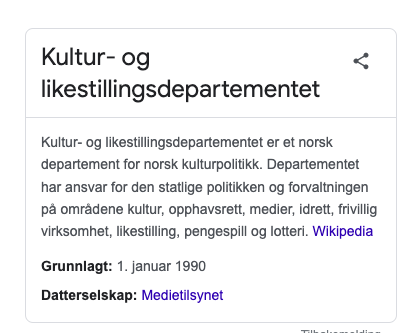 Kultur- og
likestillingsdepartementet
Kultur- og likestillingsdepartementet er et norsk
departement for norsk kulturpolitikk. Departementet
har ansvar for den statlige politikken og forvaltningen
på områdene kultur, opphavsrett, medier, idrett, frivillig
virksomhet, likestilling, pengespill og lotteri. Wikipedia
Grunnlagt: 1. januar 1990
Datterselskap: Medietilsynet